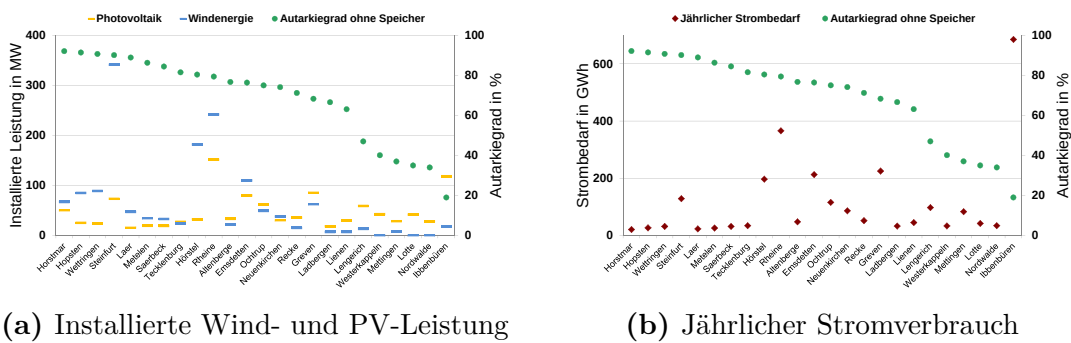 Photovoltaik Windenergie Autarkiegrad ohne Speicher
400
350
300
250
200
150
100
50
0
Installierte Leistung in MW
100
80
60
40
20
0
Autarkiegrad in %
Horstmar
Hopsten
Wettringen
Steinfurt
Laer
Metelen
Saerbeck
Tecklenburg
Hörstel
Rheine
Altenberge
Emsdetten
Ochtrup
Neuenkirchen
Recke
Greven
Ladbergen
Lienen
Lengerich
Westerkappeln
Mettingen
Lotte
Nordwalde
Ibbenbüren
(a) Installierte Wind- und PV-Leistung
Jährlicher Strombedarf Autarkiegrad ohne Speicher
600
400
200
0
Strombedarf in GWh
100
80
60
40
20
0
Autarkiegrad in %
Horstmar
Hopsten
Wettringen
Steinfurt
Laer
Metelen
Saerbeck
Tecklenburg
Hörstel
Rheine
Altenberge
Emsdetten
Ochtrup
Neuenkirchen
Recke
Greven
Ladbergen
Lienen
Lengerich
Westerkappeln
Mettingen
Lotte
Nordwalde
Ibbenbüren
(b) Jährlicher Stromverbrauch